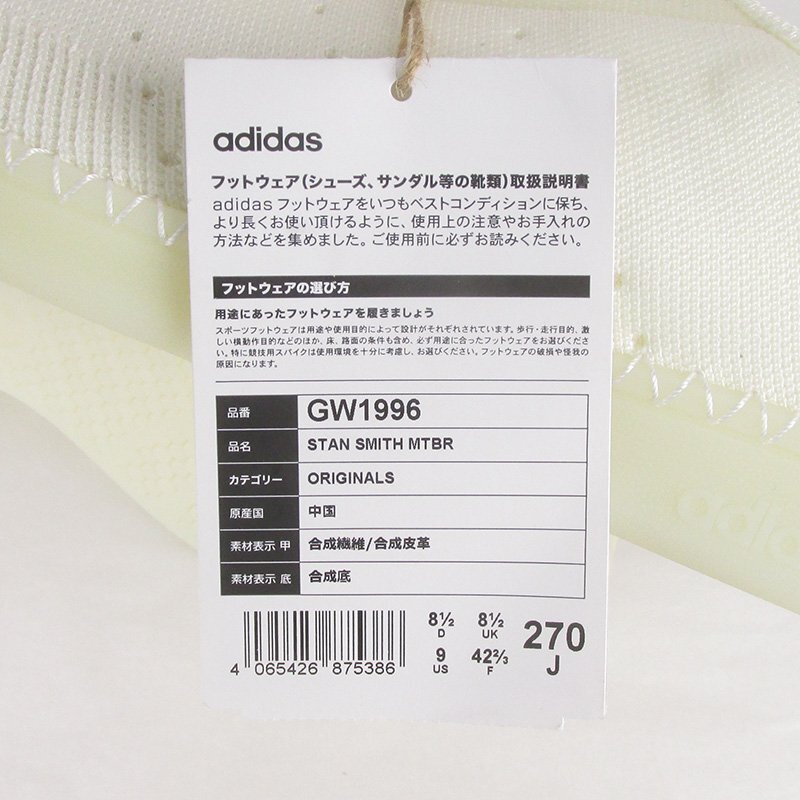 adidas
フットウェア(シューズ、サンダル等の靴類)取扱説明書
adidas フットウェアをいつもベストコンディションに保ち、
より長くお使い頂けるように、使用上の注意やお手入れの
方法などを集めました。ご使用前に必ずお読みください。
フットウェアの選び方
用途にあったフットウェアを履きましょう
スポーツフットウェアは用途や使用目的によって設計がそれぞれされています。歩行・走行目的、激
しい横動作目的などのほか、床、路面の条件も含め、必ず用途に合ったフットウェアをお選びくださ
い。特に競技用スパイクは使用環境を十分に考慮し、お選びください。フットウェアの破損や怪我の
原因になります。
品番 GW1996
品名 STAN SMITH MTBR
カテゴリー ORIGINALS
原産国 中国
素材表示 甲 合成繊維/合成皮革
素材表示 底 合成底
8½ 8½ 270
D UK
9 42⅔ J
US F
4 065426 875386
adidas